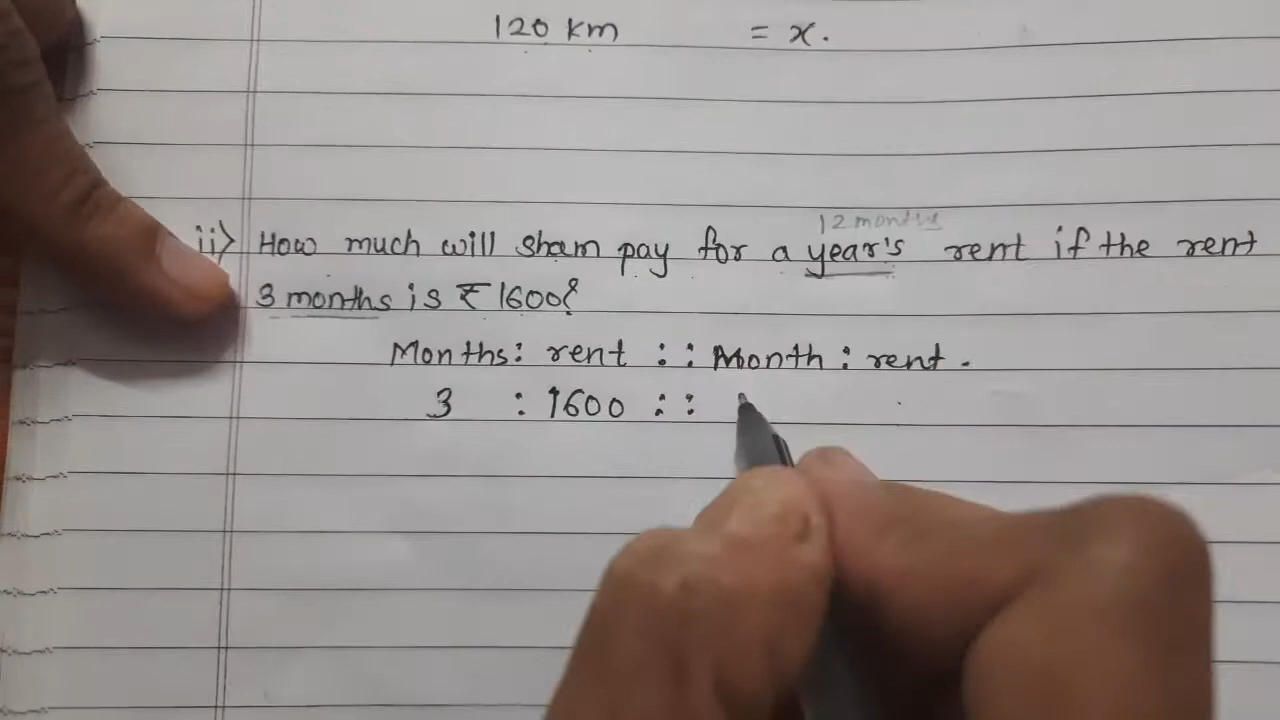 120 km = x.
12 months
ii) How much will sham pay for a year's rent if the rent
3 months is ₹ 1600?
Months : rent :: Month : rent.
3 : 1600 ::